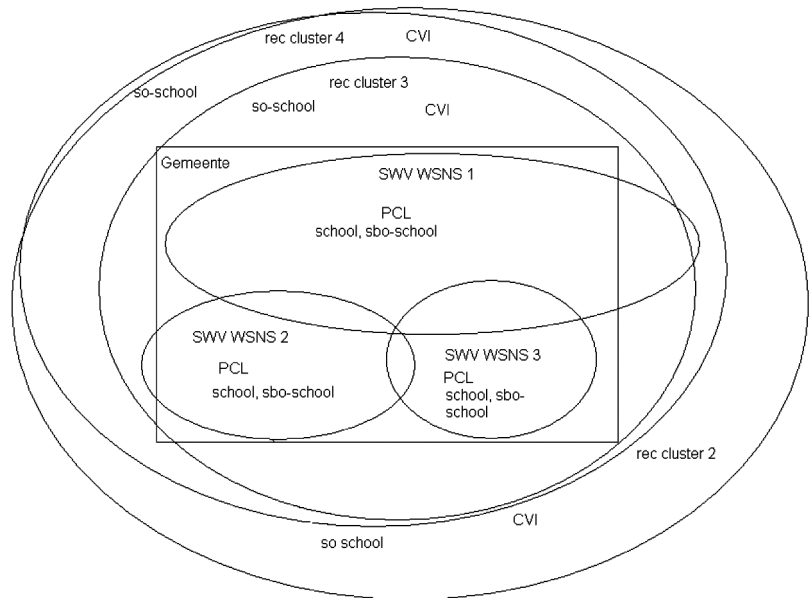 rec cluster 4
CVI
so-school
rec cluster 3
so-school
CVI
Gemeente
SWV WSNS 1
PCL
school, sbo-school
SWV WSNS 2
PCL
school, sbo-school
SWV WSNS 3
PCL
school, sbo-
school
rec cluster 2
CVI
so school